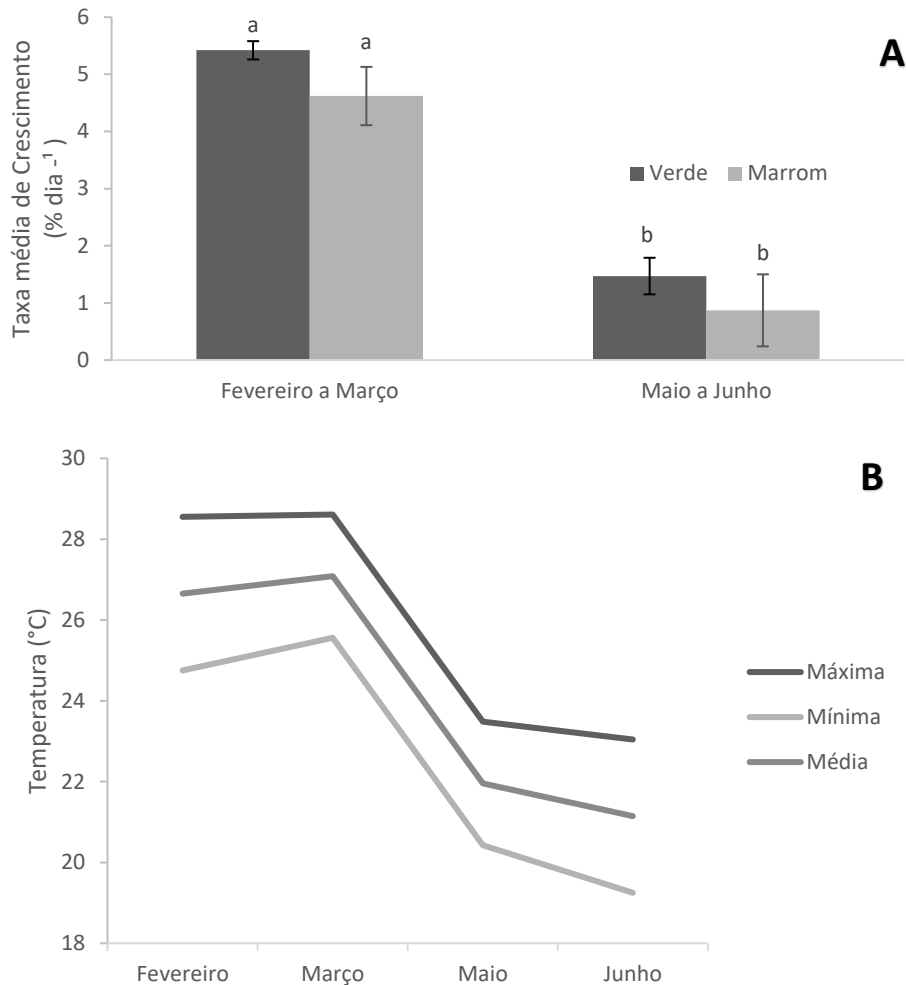 A
Taxa média de Crescimento
(% dia -¹ )
6
5
4
3
2
1
0
a
a
b
b
Verde
Marrom
Fevereiro a Março
Maio a Junho
B
Temperatura (°C)
30
28
26
24
22
20
18
Máxima
Mínima
Média
Fevereiro
Março
Maio
Junho